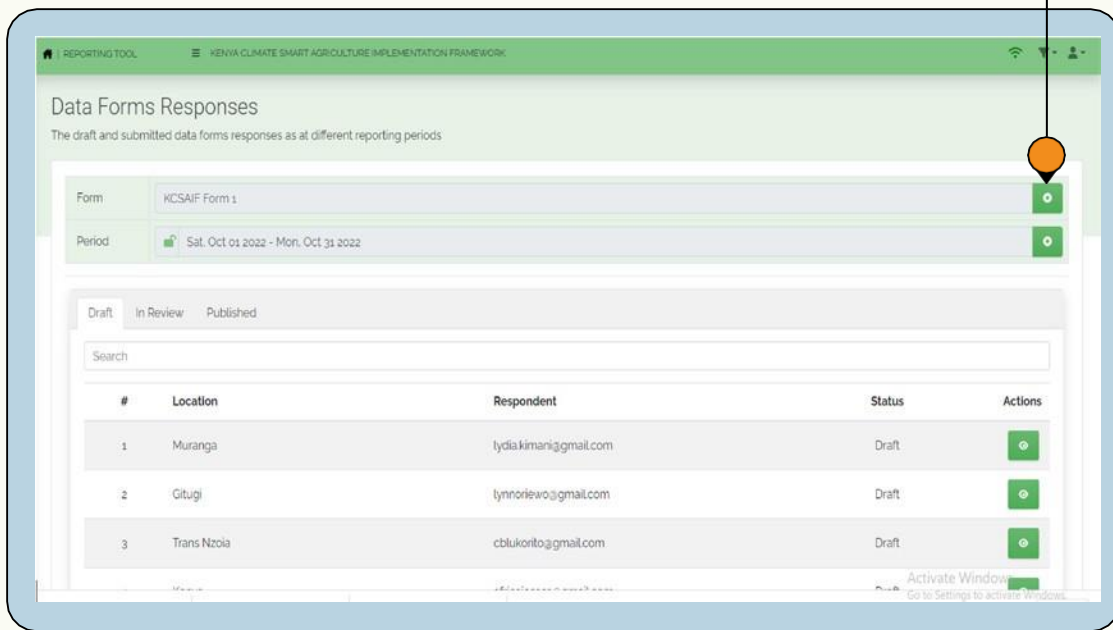 REPORTING TOOL
KENYA CLIMATE SMART AGRICULTURE IMPLEMENTATION FRAMEWORK
Data Forms Responses
The draft and submitted data forms responses as at different reporting periods
Form KCSAIF Form 1
Period Sat, Oct 01 2022 - Mon, Oct 31 2022
Draft In Review Published
Search
# Location Respondent Status Actions
1 Muranga lydia.kimani@gmail.com Draft
2 Gitugi lynnoriewo@gmail.com Draft
3 Trans Nzoia cblukorito@gmail.com Draft
Activate Windows
Go to Settings to activate Windows.